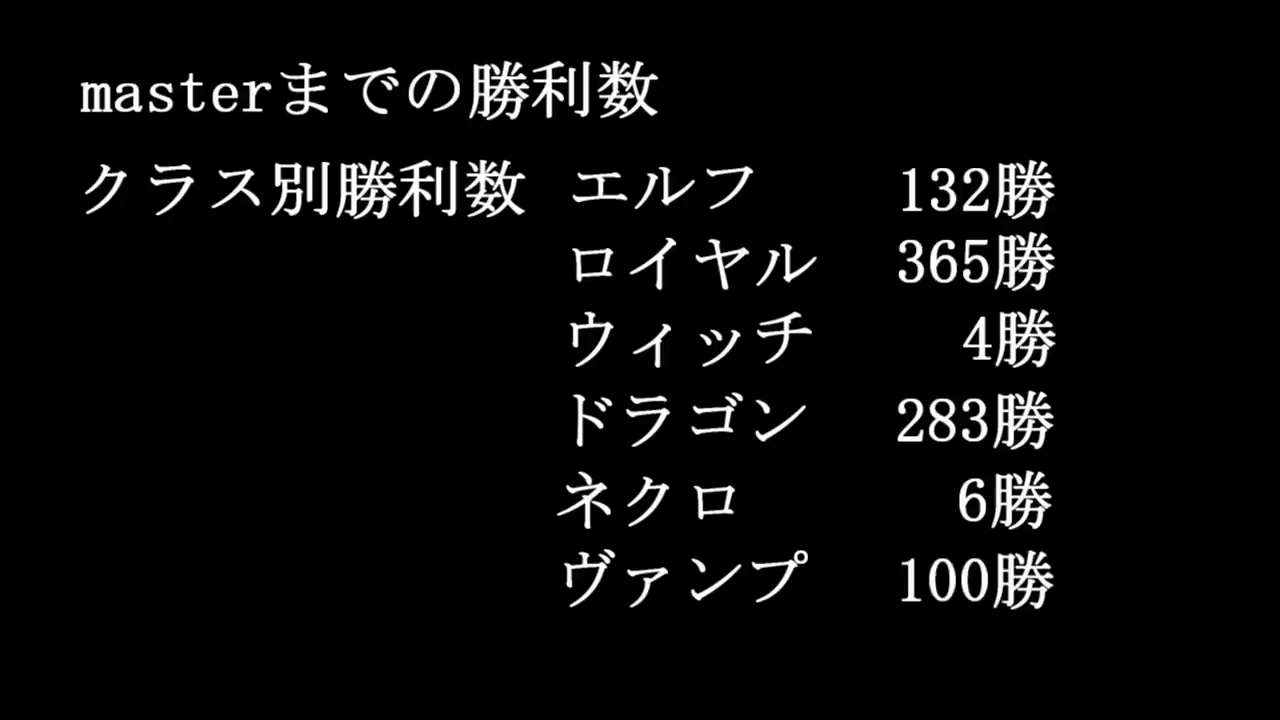 masterまでの勝利数
クラス別勝利数 エルフ 132勝
ロイヤル 365勝
ウィッチ 4勝
ドラゴン 283勝
ネクロ 6勝
ヴァンプ 100勝